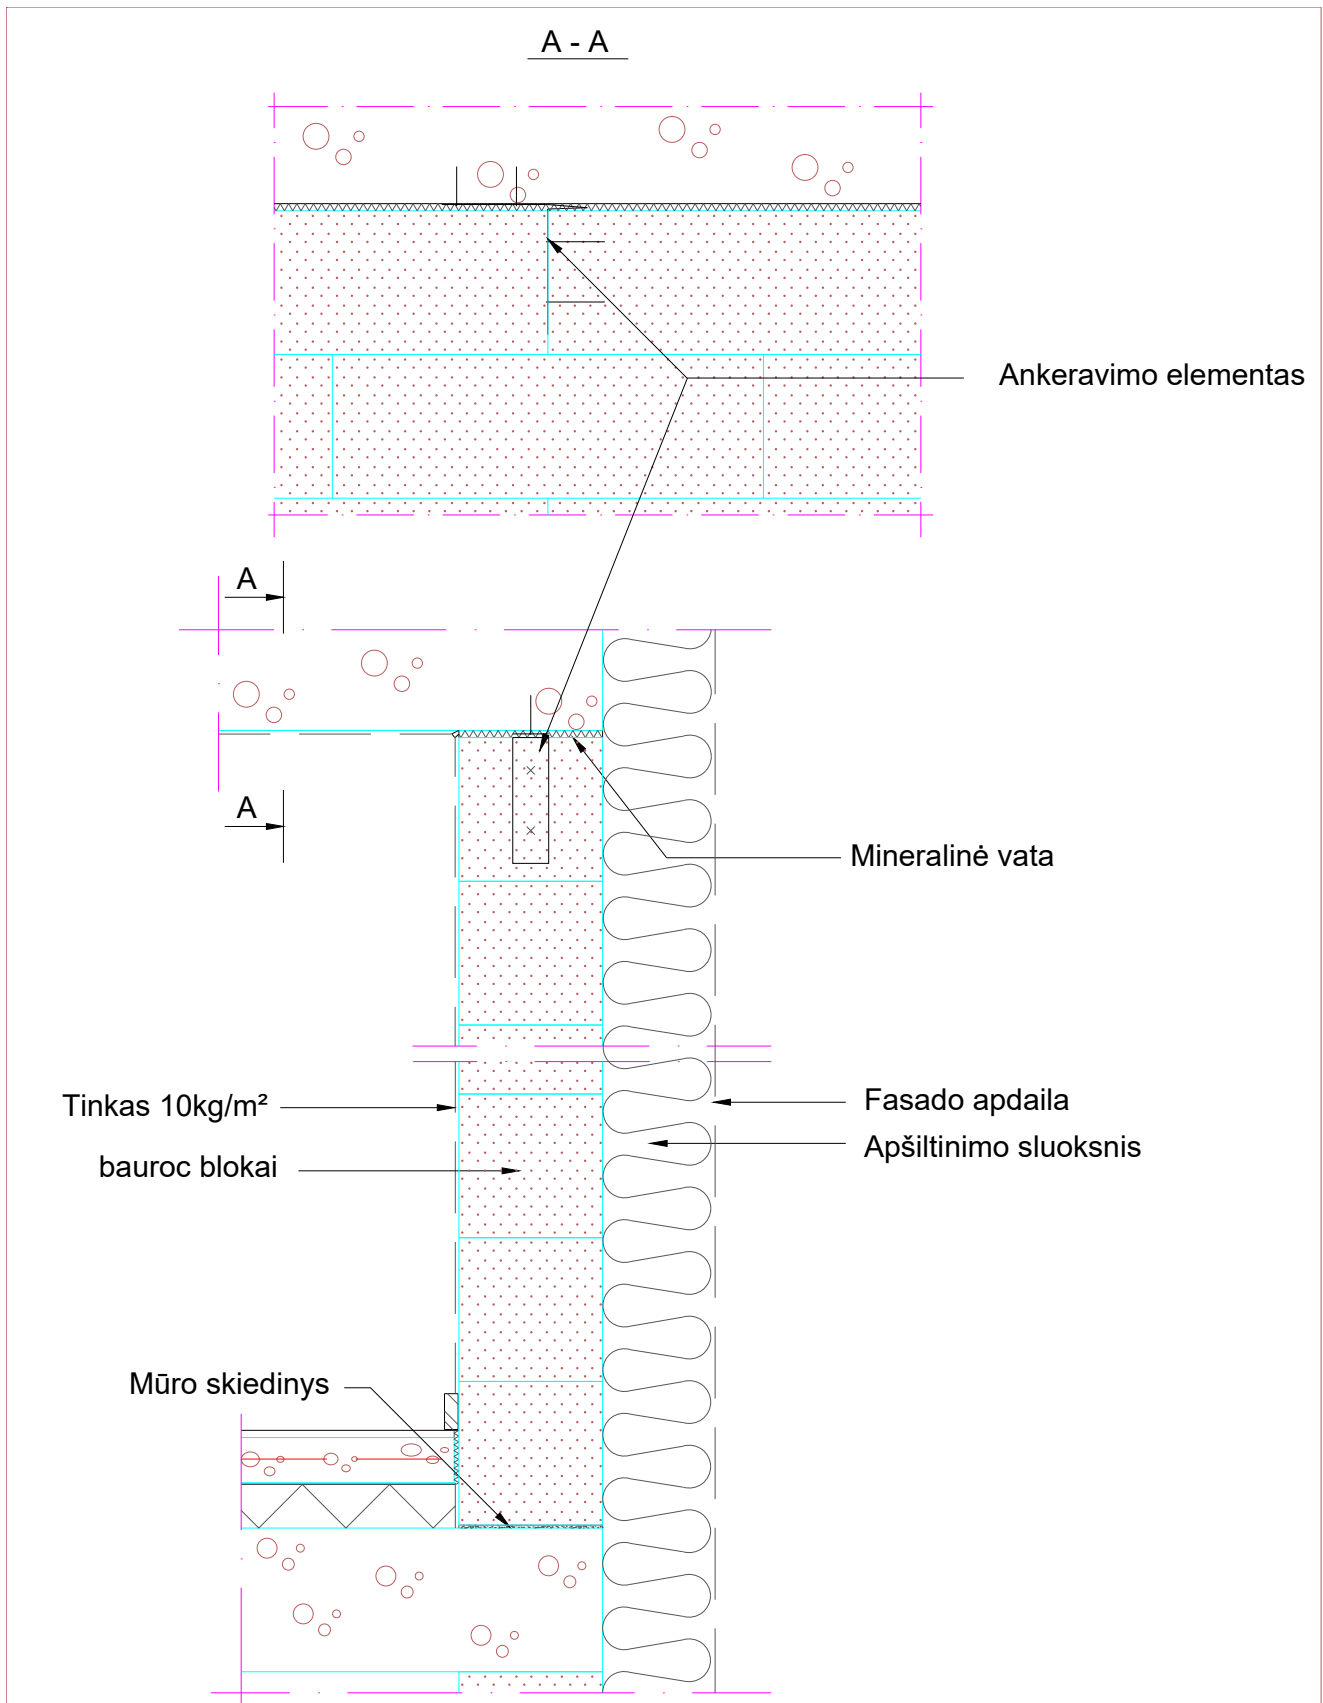 A - A
Ankeravimo elementas
A
A
Mineralinė vata
Tinkas 10kg/m²
Fasado apdaila
Apšiltinimo sluoksnis
bauroc blokai
Mūro skiedinys